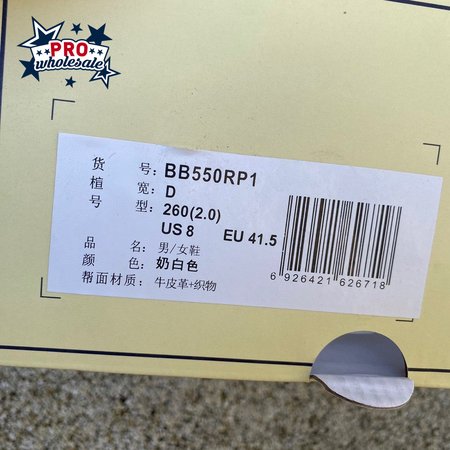 PRO
wholesale
货 号: BB550RP1
楦 宽: D
号 型: 260(2.0)
US 8 EU 41.5
品 名: 男/女鞋
颜 色: 奶白色
帮面材质: 牛皮革+织物
6 926421 626718